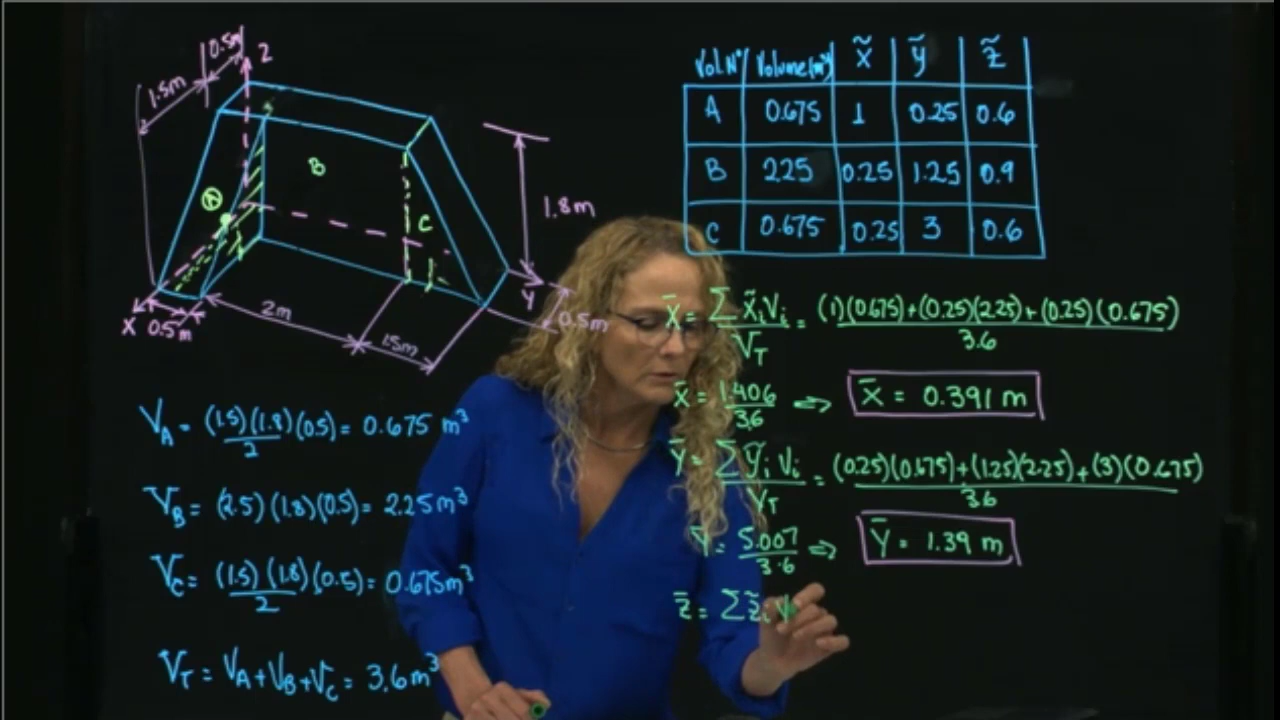 0.5m
Z
1.5m
B
A
C
1.8m
Y
X 0.5m
2m
1.5m
0.5m
Vol.Nº Volume(m³) x̃ ỹ z̃
A 0.675 1 0.25 0.6
B 2.25 0.25 1.25 0.9
C 0.675 0.25 3 0.6
V_A = (1.5)(1.8)(0.5)/2 = 0.675 m³
V_B = (2.5)(1.8)(0.5) = 2.25 m³
V_C = (1.5)(1.8)(0.5)/2 = 0.675 m³
V_T = V_A + V_B + V_C = 3.6 m³
x̄ = Σ x̃ᵢVᵢ / V_T = (1)(0.675)+(0.25)(2.25)+(0.25)(0.675) / 3.6
x̄ = 1.406/3.6 ⇒ x̄ = 0.391 m
ȳ = Σ ỹᵢVᵢ / V_T = (0.25)(0.675)+(1.25)(2.25)+(3)(0.675) / 3.6
ȳ = 5.007/3.6 ⇒ ȳ = 1.39 m
z̄ = Σ z̃ᵢ V